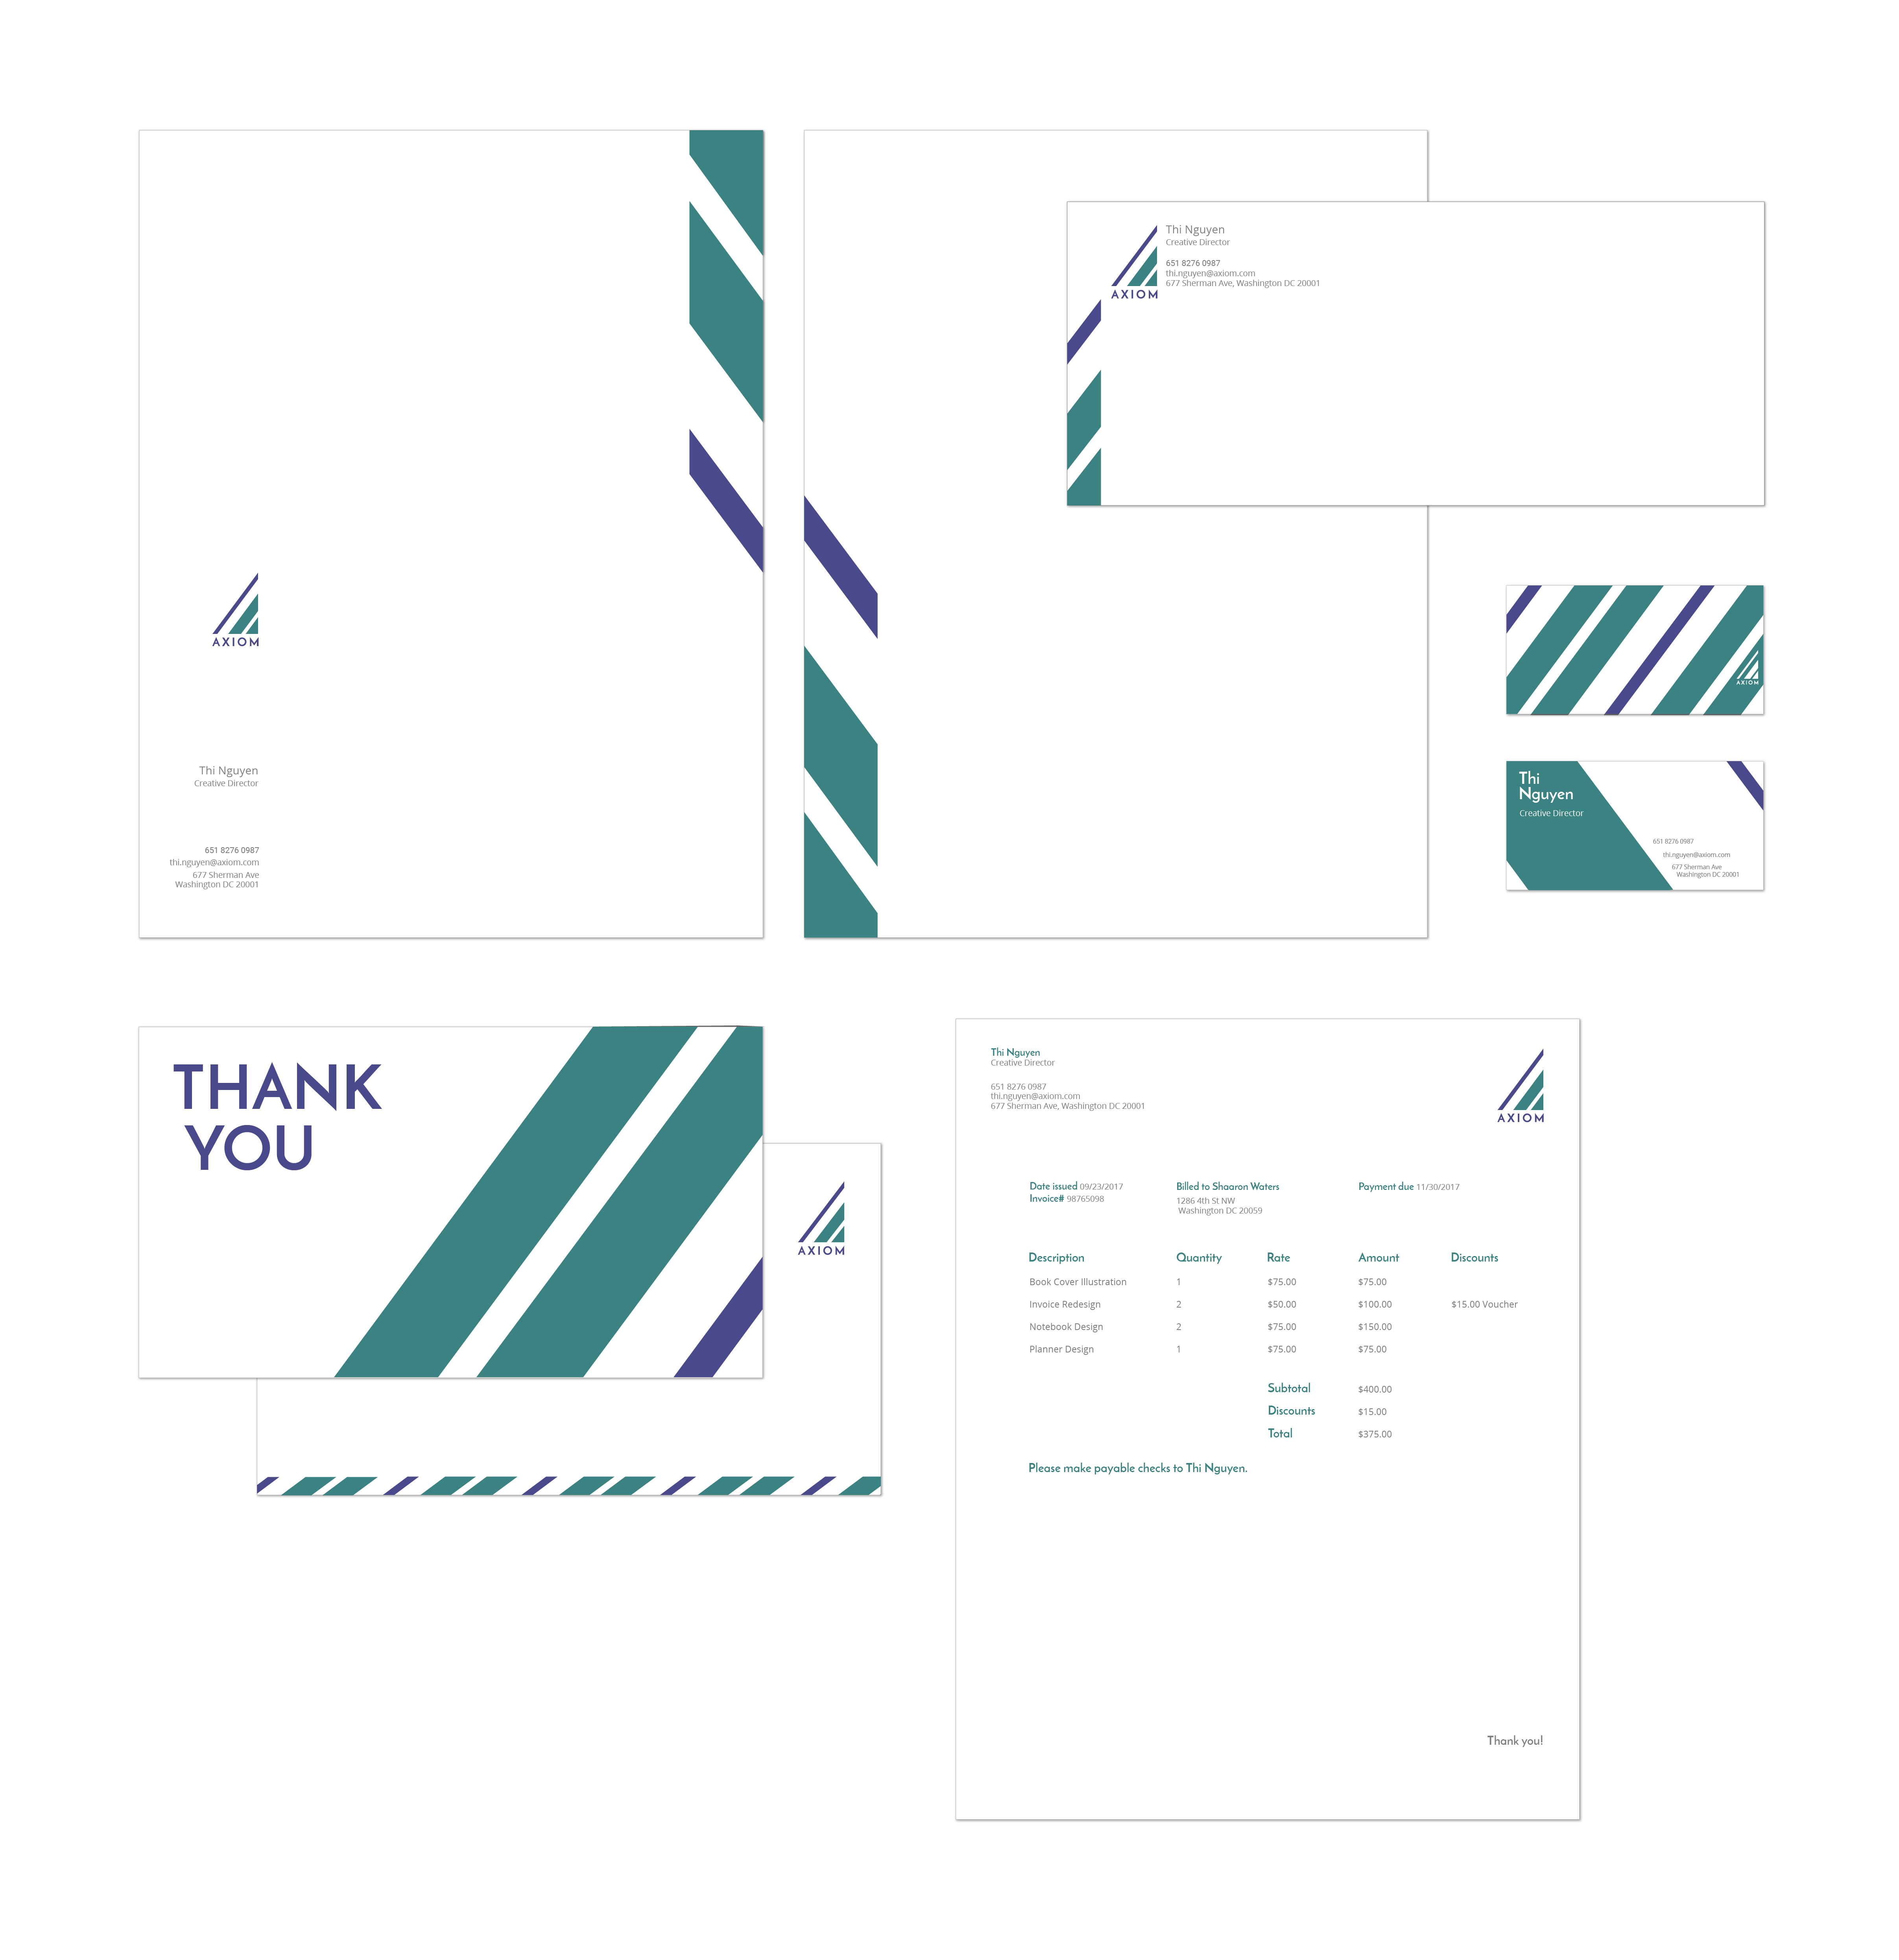 AXIOM
Thi Nguyen
Creative Director
651 8276 0987
thi.nguyen@axiom.com
677 Sherman Ave
Washington DC 20001
AXIOM
Thi Nguyen
Creative Director
651 8276 0987
thi.nguyen@axiom.com
677 Sherman Ave, Washington DC 20001
AXIOM
Thi
Nguyen
Creative Director
651 8276 0987
thi.nguyen@axiom.com
677 Sherman Ave
Washington DC 20001
THANK
YOU
AXIOM
Thi Nguyen
Creative Director
651 8276 0987
thi.nguyen@axiom.com
677 Sherman Ave, Washington DC 20001
AXIOM
Date issued 09/23/2017
Invoice# 98765098
Billed to Shaaron Waters
1286 4th St NW
Washington DC 20059
Payment due 11/30/2017
Description Quantity Rate Amount Discounts
Book Cover Illustration 1 $75.00 $75.00
Invoice Redesign 2 $50.00 $100.00 $15.00 Voucher
Notebook Design 2 $75.00 $150.00
Planner Design 1 $75.00 $75.00
Subtotal $400.00
Discounts $15.00
Total $375.00
Please make payable checks to Thi Nguyen.
Thank you!